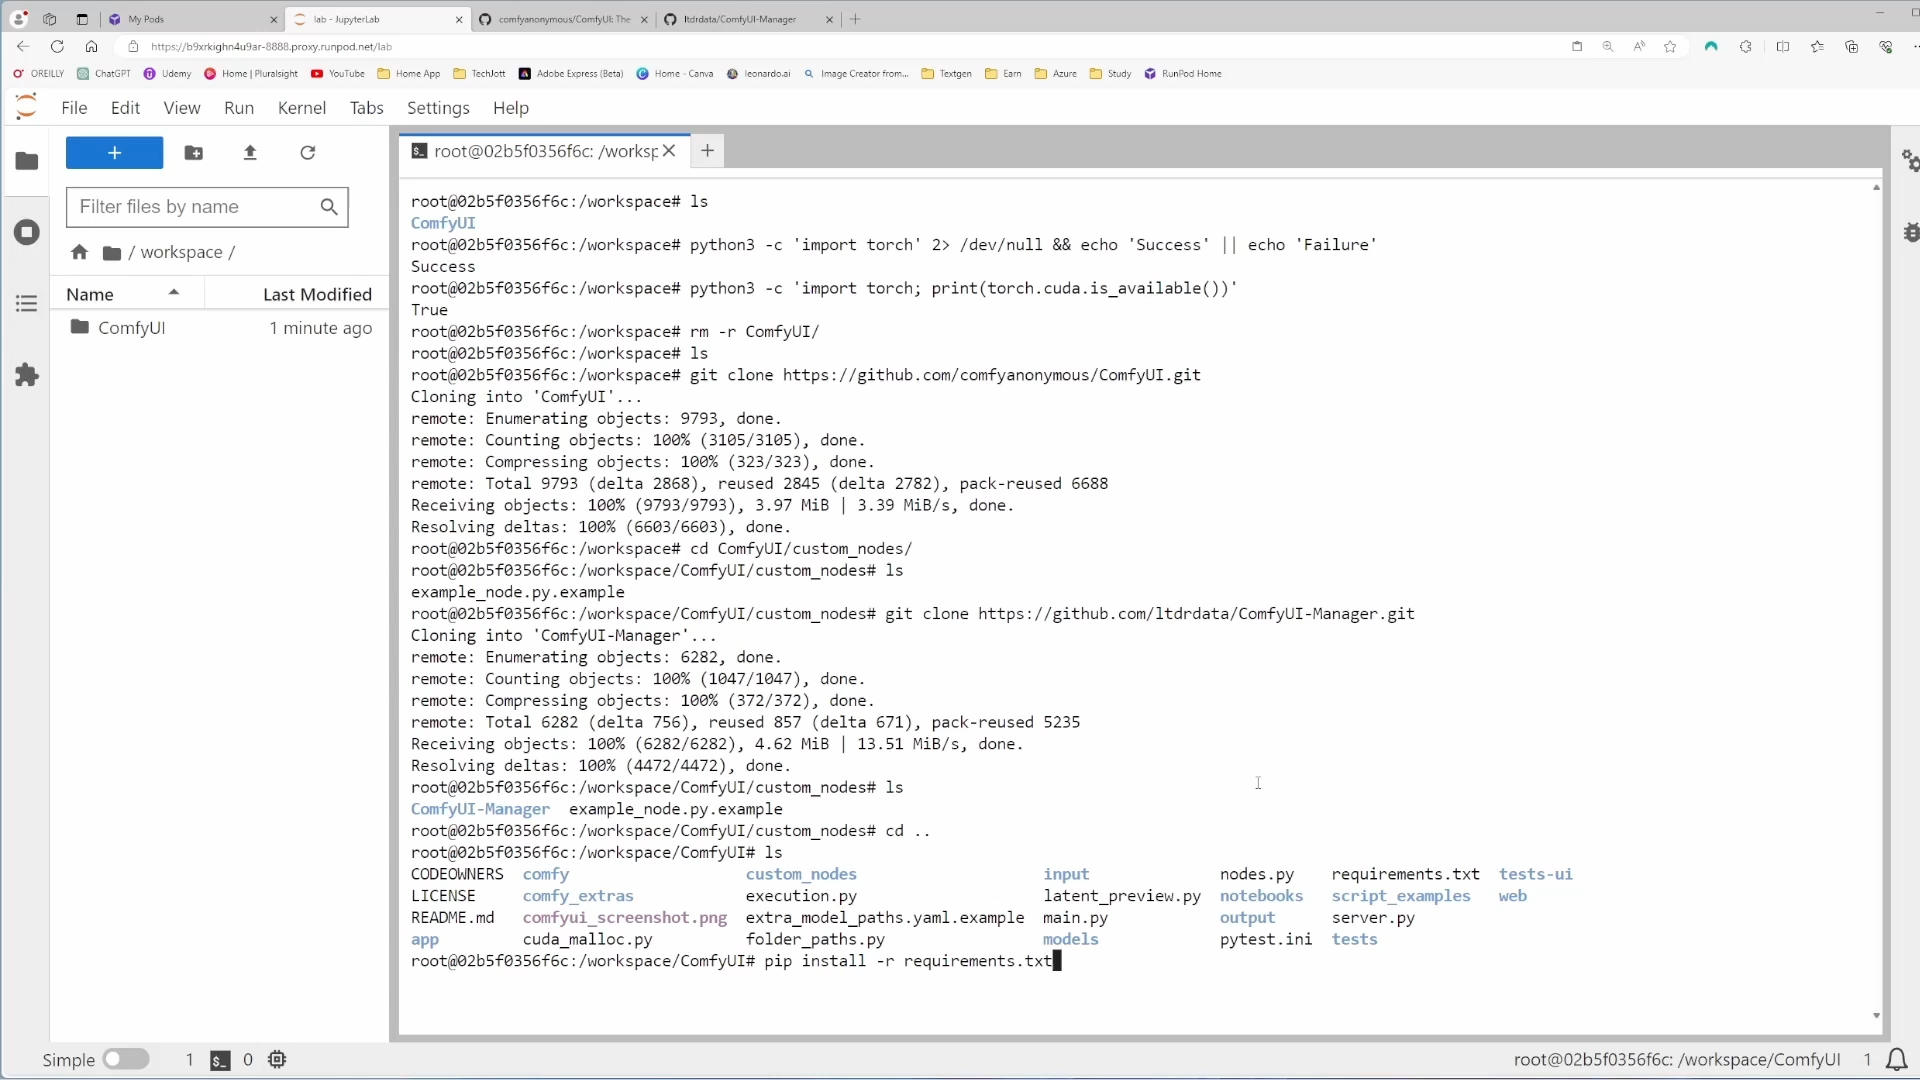 My Pods
lab - JupyterLab
comfyanonymous/ComfyUI: The
ltdrdata/ComfyUI-Manager
https://b9xrkighn4u9ar-8888.proxy.runpod.net/lab
OREILLY
ChatGPT
Udemy
Home | Pluralsight
YouTube
Home App
TechJott
Adobe Express (Beta)
Home - Canva
leonardo.ai
Image Creator from...
Textgen
Earn
Azure
Study
RunPod Home
File Edit View Run Kernel Tabs Settings Help
root@02b5f0356f6c: /worksp
Filter files by name
/ workspace /
Name Last Modified
ComfyUI 1 minute ago
root@02b5f0356f6c:/workspace# ls
ComfyUI
root@02b5f0356f6c:/workspace# python3 -c 'import torch' 2> /dev/null && echo 'Success' || echo 'Failure'
Success
root@02b5f0356f6c:/workspace# python3 -c 'import torch; print(torch.cuda.is_available())'
True
root@02b5f0356f6c:/workspace# rm -r ComfyUI/
root@02b5f0356f6c:/workspace# ls
root@02b5f0356f6c:/workspace# git clone https://github.com/comfyanonymous/ComfyUI.git
Cloning into 'ComfyUI'...
remote: Enumerating objects: 9793, done.
remote: Counting objects: 100% (3105/3105), done.
remote: Compressing objects: 100% (323/323), done.
remote: Total 9793 (delta 2868), reused 2845 (delta 2782), pack-reused 6688
Receiving objects: 100% (9793/9793), 3.97 MiB | 3.39 MiB/s, done.
Resolving deltas: 100% (6603/6603), done.
root@02b5f0356f6c:/workspace# cd ComfyUI/custom_nodes/
root@02b5f0356f6c:/workspace/ComfyUI/custom_nodes# ls
example_node.py.example
root@02b5f0356f6c:/workspace/ComfyUI/custom_nodes# git clone https://github.com/ltdrdata/ComfyUI-Manager.git
Cloning into 'ComfyUI-Manager'...
remote: Enumerating objects: 6282, done.
remote: Counting objects: 100% (1047/1047), done.
remote: Compressing objects: 100% (372/372), done.
remote: Total 6282 (delta 756), reused 857 (delta 671), pack-reused 5235
Receiving objects: 100% (6282/6282), 4.62 MiB | 13.51 MiB/s, done.
Resolving deltas: 100% (4472/4472), done.
root@02b5f0356f6c:/workspace/ComfyUI/custom_nodes# ls
ComfyUI-Manager example_node.py.example
root@02b5f0356f6c:/workspace/ComfyUI/custom_nodes# cd ..
root@02b5f0356f6c:/workspace/ComfyUI# ls
CODEOWNERS comfy custom_nodes input nodes.py requirements.txt tests-ui
LICENSE comfy_extras execution.py latent_preview.py notebooks script_examples web
README.md comfyui_screenshot.png extra_model_paths.yaml.example main.py output server.py
app cuda_malloc.py folder_paths.py models pytest.ini tests
root@02b5f0356f6c:/workspace/ComfyUI# pip install -r requirements.txt
Simple 1 0
root@02b5f0356f6c: /workspace/ComfyUI 1